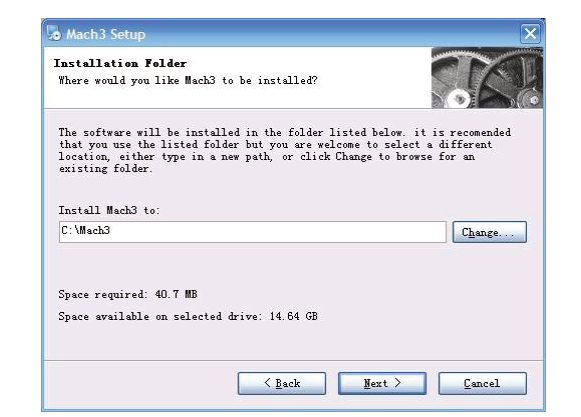 Mach3 Setup
Installation Folder
Where would you like Mach3 to be installed?
The software will be installed in the folder listed below. it is recomended
that you use the listed folder but you are welcome to select a different
location, either type in a new path, or click Change to browse for an
existing folder.
Install Mach3 to:
C:\Mach3
Change...
Space required: 40.7 MB
Space available on selected drive: 14.64 GB
< Back
Next >
Cancel